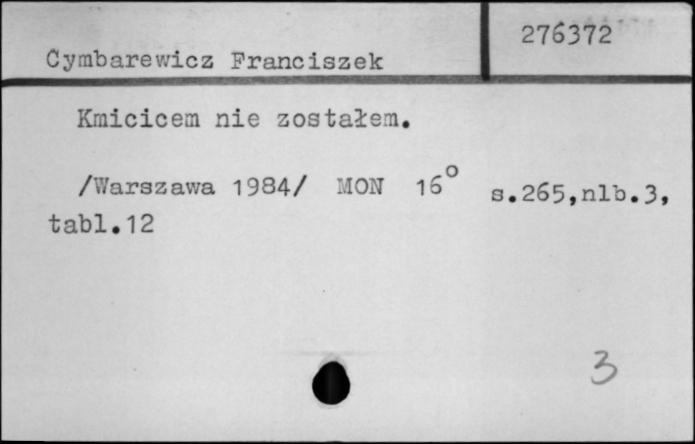 276372
Cymbarewicz Franciszek
Kmicicem nie zostałem.
/Warszawa 1984/ MON 16° s.265,nlb.3,
tabl.12
3